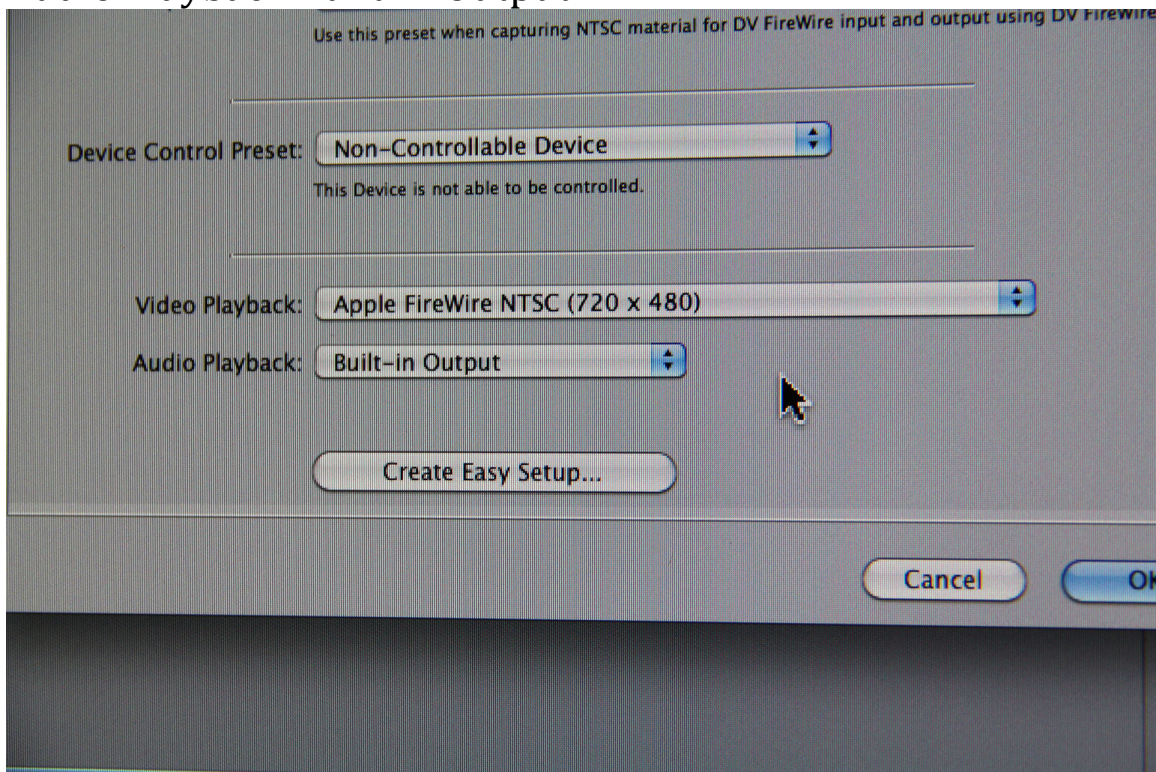 Use this preset when capturing NTSC material for DV FireWire input and output using DV FireWire
Device Control Preset: Non-Controllable Device
This Device is not able to be controlled.
Video Playback: Apple FireWire NTSC (720 x 480)
Audio Playback: Built-in Output
Create Easy Setup...
Cancel OK